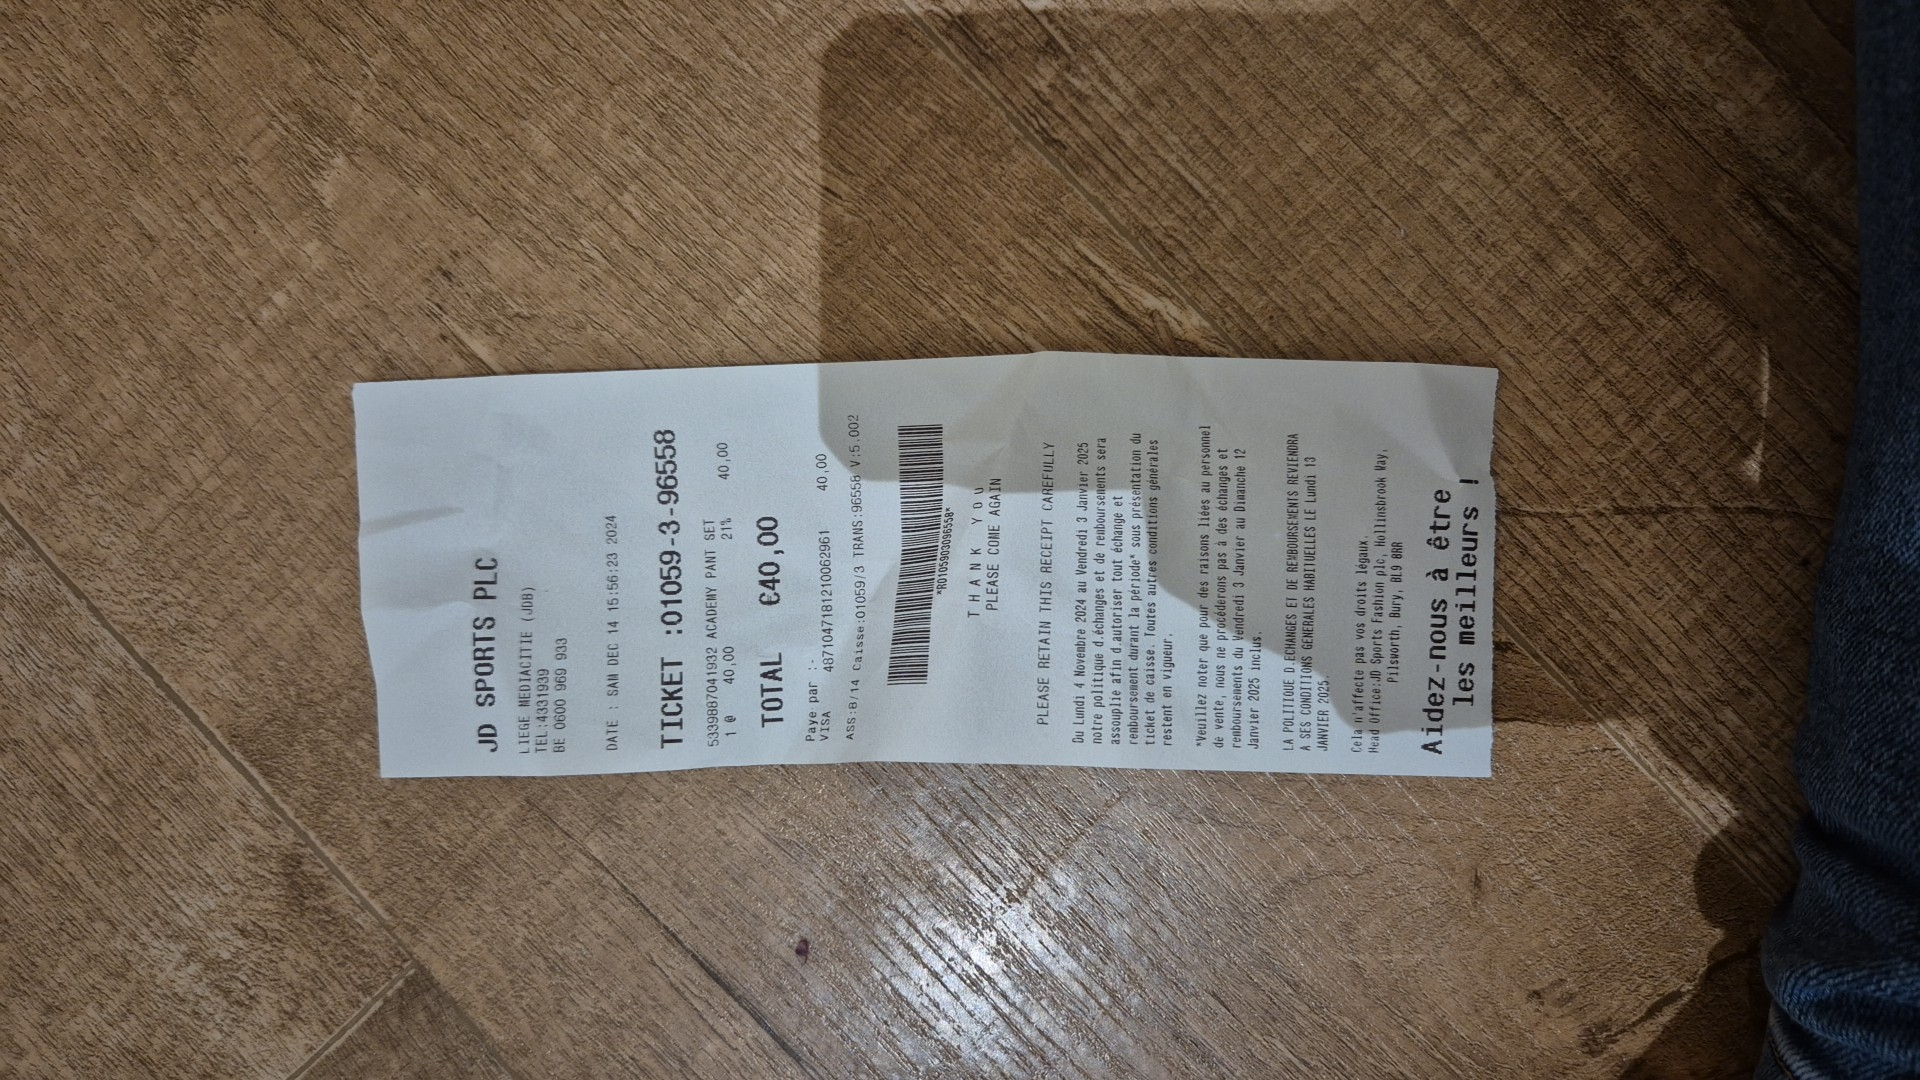 JD SPORTS PLC
LIEGE MEDIACITIE (JDB)
TEL:4331939
BE 0600 969 933
DATE : SAM DEC 14 15:56:23 2024
TICKET :01059-3-96558
5339887041932 ACADEMY PANT SET
1 @ 40,00 21% 40,00
TOTAL €40,00
Paye par :-
VISA 4871047181210062961 40,00
ASS:8/14 Caisse:01059/3 TRANS:96558 V:5.002
*R01059030096558*
T H A N K Y O U
PLEASE COME AGAIN
PLEASE RETAIN THIS RECEIPT CAREFULLY
Du Lundi 4 Novembre 2024 au Vendredi 3 Janvier 2025
notre politique d.échanges et de remboursements sera
assouplie afin d.autoriser tout échange et
remboursement durant la période* sous présentation du
ticket de caisse. Toutes autres conditions générales
restent en vigueur.
*Veuillez noter que pour des raisons liées au personnel
de vente, nous ne procéderons pas à des échanges et
remboursements du Vendredi 3 Janvier au Dimanche 12
Janvier 2025 inclus.
LA POLITIQUE D.ECHANGES ET DE REMBOURSEMENTS REVIENDRA
A SES CONDITIONS GENERALES HABITUELLES LE LUNDI 13
JANVIER 2025.
Cela n'affecte pas vos droits légaux.
Head Office:JD Sports Fashion plc, Hollinsbrook Way,
Pilsworth, Bury, BL9 8RR
Aidez-nous à être
les meilleurs !